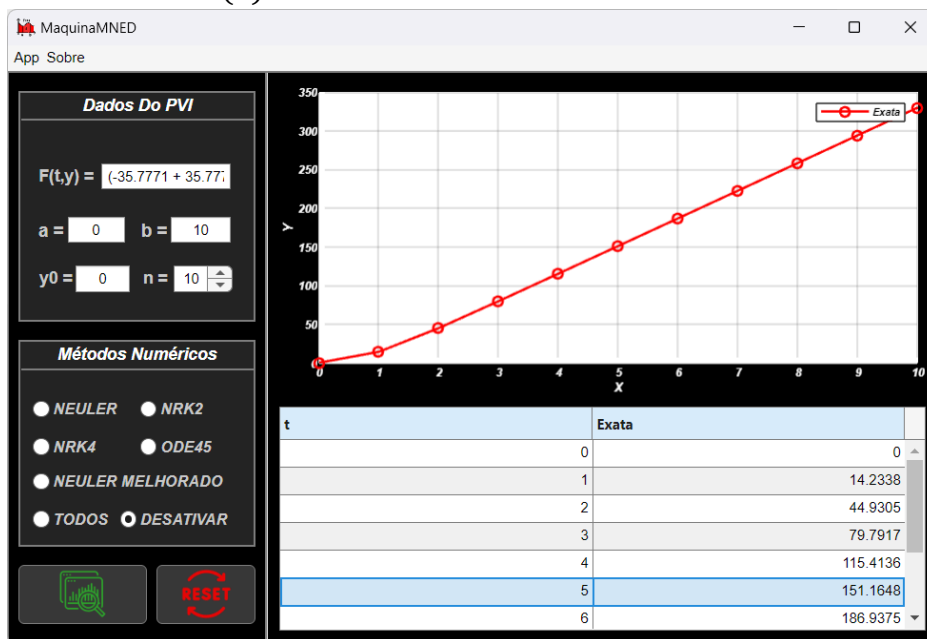 MaquinaMNED
App Sobre
Dados Do PVI
F(t,y) = (-35.7771 + 35.777
a = 0 b = 10
y0 = 0 n = 10
Métodos Numéricos
NEULER NRK2
NRK4 ODE45
NEULER MELHORADO
TODOS DESATIVAR
RESET
350
300
250
200
150
100
50
0
Y
Exata
0 1 2 3 4 5 6 7 8 9 10
X
t Exata
0 0
1 14.2338
2 44.9305
3 79.7917
4 115.4136
5 151.1648
6 186.9375